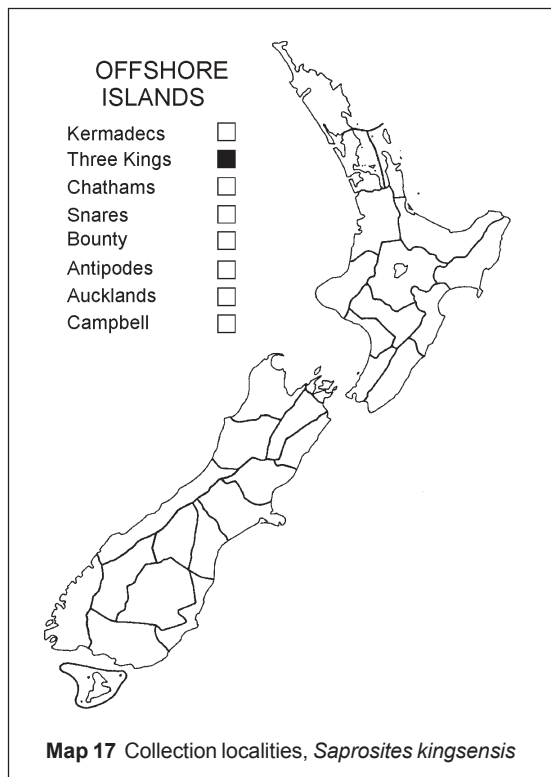 OFFSHORE
ISLANDS
Kermadecs
Three Kings
Chathams
Snares
Bounty
Antipodes
Aucklands
Campbell
Map 17 Collection localities, Saprosites kingsensis